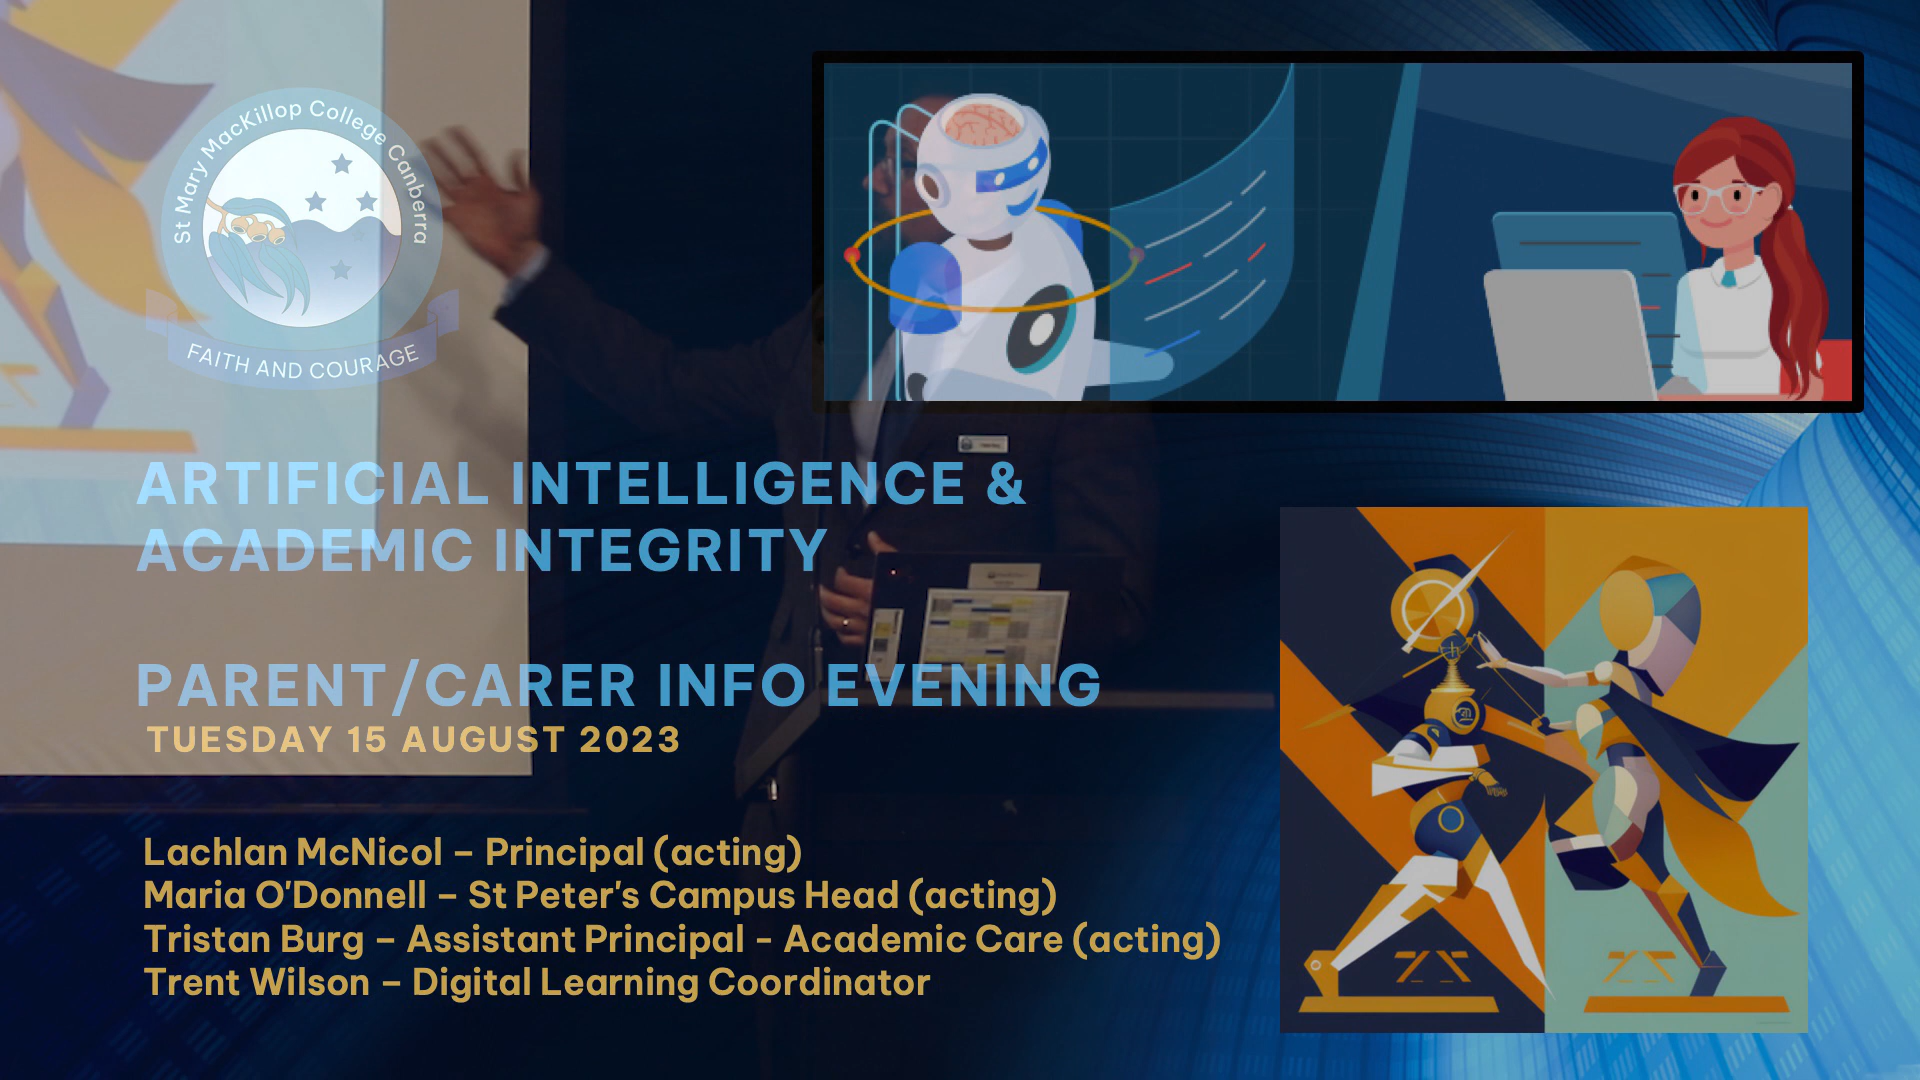 St Mary MacKillop College Canberra
FAITH AND COURAGE
ARTIFICIAL INTELLIGENCE &
ACADEMIC INTEGRITY
PARENT/CARER INFO EVENING
TUESDAY 15 AUGUST 2023
Lachlan McNicol – Principal (acting)
Maria O'Donnell – St Peter's Campus Head (acting)
Tristan Burg – Assistant Principal - Academic Care (acting)
Trent Wilson – Digital Learning Coordinator